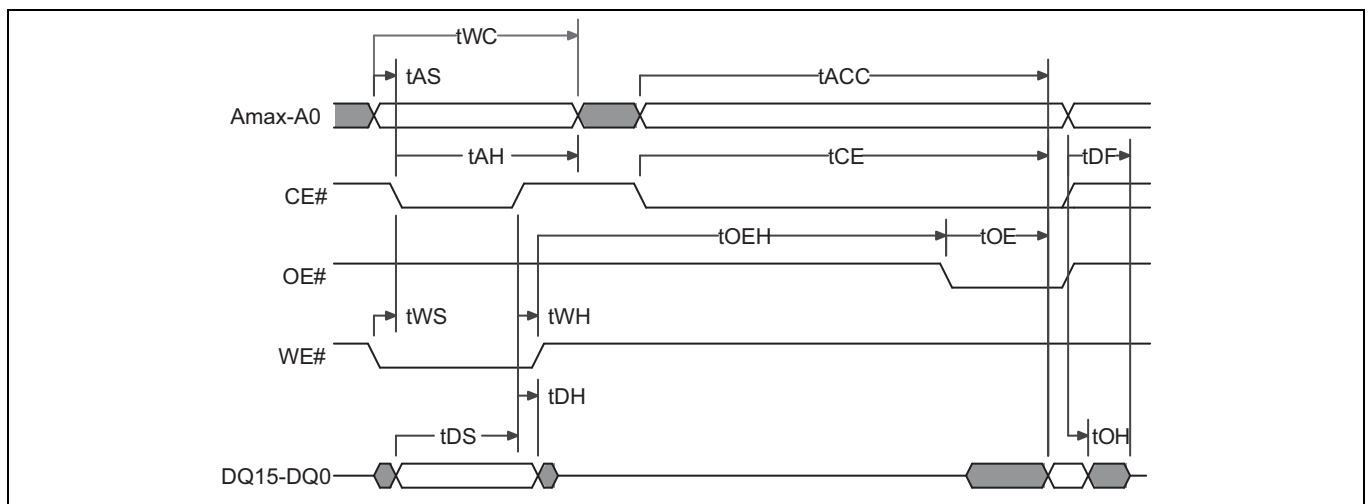 tWC
tAS
tACC
Amax-A0
tAH
tCE
tDF
CE#
tOEH
tOE
OE#
tWS
tWH
WE#
tDH
tDS
tOH
DQ15-DQ0